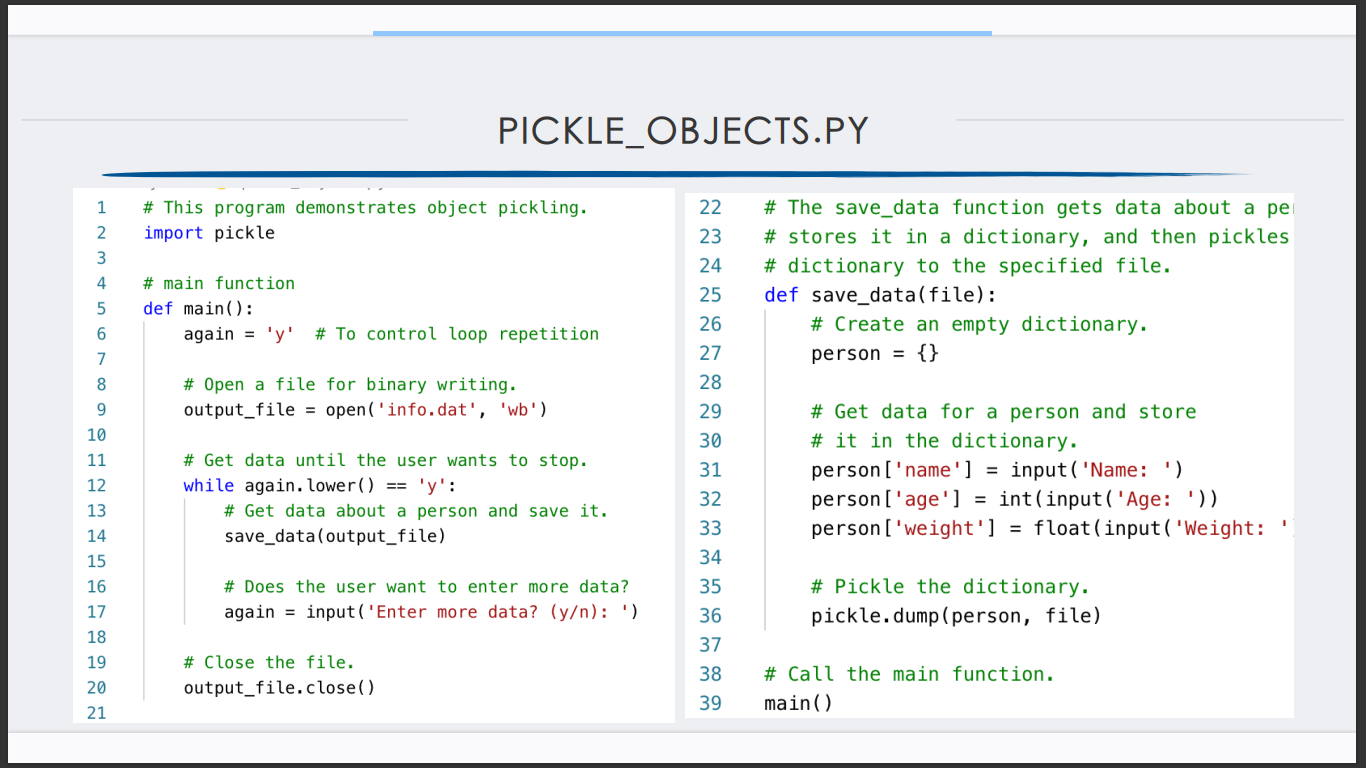 PICKLE_OBJECTS.PY
1 # This program demonstrates object pickling.
2 import pickle
3
4 # main function
5 def main():
6 again = 'y' # To control loop repetition
7
8 # Open a file for binary writing.
9 output_file = open('info.dat', 'wb')
10
11 # Get data until the user wants to stop.
12 while again.lower() == 'y':
13 # Get data about a person and save it.
14 save_data(output_file)
15
16 # Does the user want to enter more data?
17 again = input('Enter more data? (y/n): ')
18
19 # Close the file.
20 output_file.close()
21
22 # The save_data function gets data about a pe
23 # stores it in a dictionary, and then pickles
24 # dictionary to the specified file.
25 def save_data(file):
26 # Create an empty dictionary.
27 person = {}
28
29 # Get data for a person and store
30 # it in the dictionary.
31 person['name'] = input('Name: ')
32 person['age'] = int(input('Age: '))
33 person['weight'] = float(input('Weight: '
34
35 # Pickle the dictionary.
36 pickle.dump(person, file)
37
38 # Call the main function.
39 main()